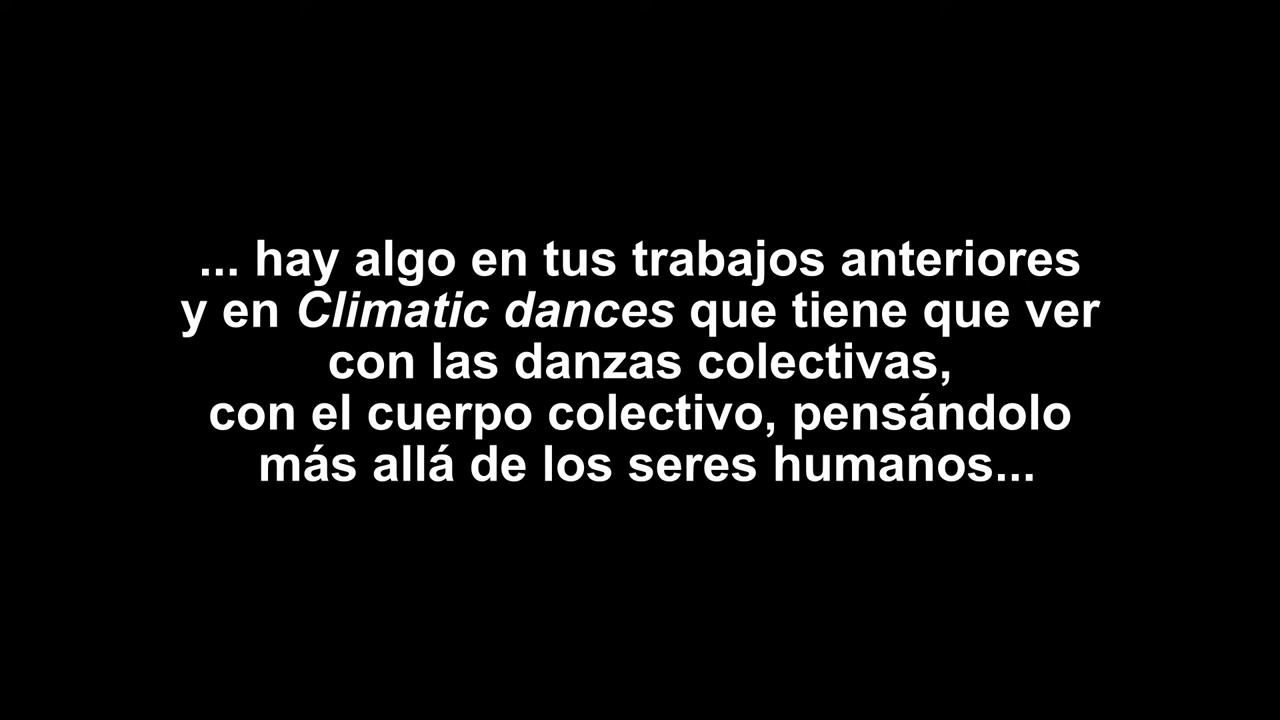 ... hay algo en tus trabajos anteriores
y en Climatic dances que tiene que ver
con las danzas colectivas,
con el cuerpo colectivo, pensándolo
más allá de los seres humanos...